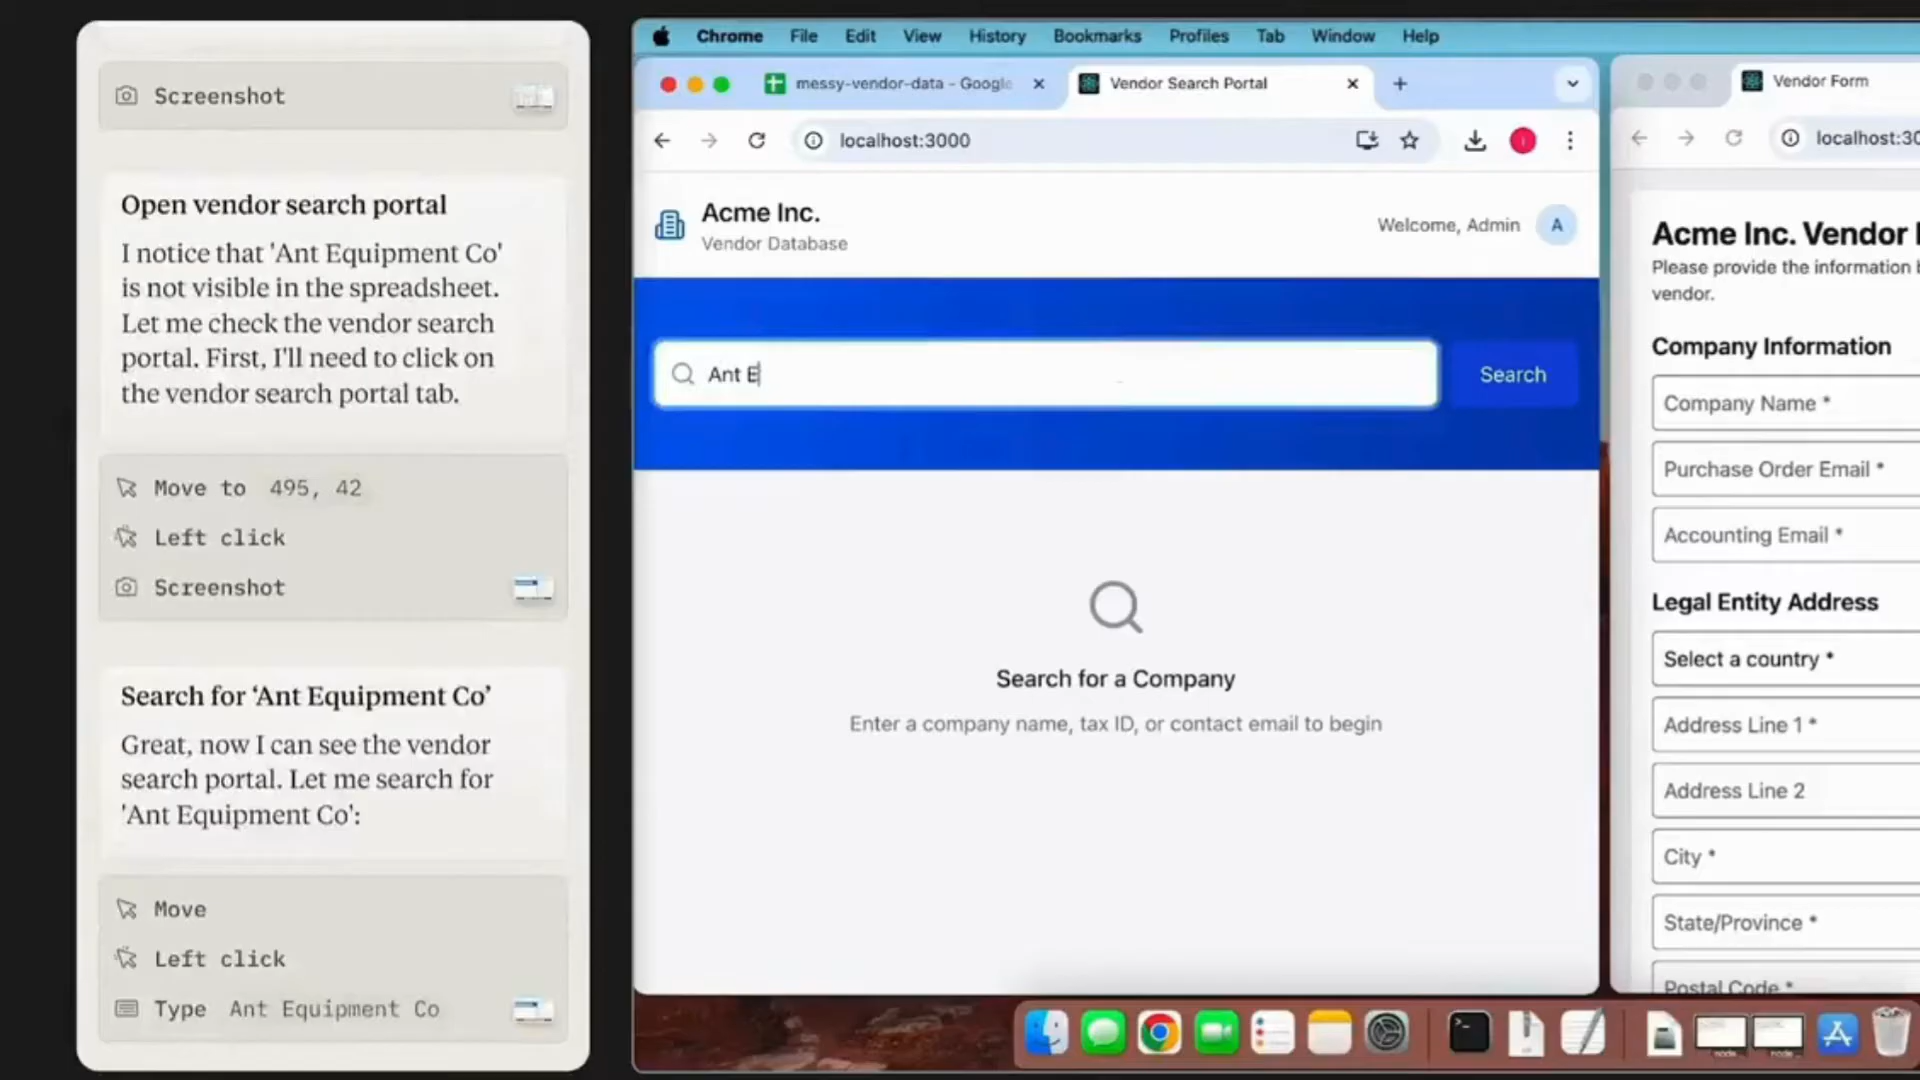 Screenshot
Open vendor search portal
I notice that 'Ant Equipment Co'
is not visible in the spreadsheet.
Let me check the vendor search
portal. First, I'll need to click on
the vendor search portal tab.
Move to 495, 42
Left click
Screenshot
Search for ‘Ant Equipment Co’
Great, now I can see the vendor
search portal. Let me search for
'Ant Equipment Co':
Move
Left click
Type Ant Equipment Co
Chrome File Edit View History Bookmarks Profiles Tab Window Help
messy-vendor-data - Google
Vendor Search Portal
localhost:3000
Acme Inc.
Vendor Database
Welcome, Admin
A
Ant E
Search
Search for a Company
Enter a company name, tax ID, or contact email to begin
Vendor Form
localhost:30
Acme Inc. Vendor
Please provide the information
vendor.
Company Information
Company Name *
Purchase Order Email *
Accounting Email *
Legal Entity Address
Select a country *
Address Line 1 *
Address Line 2
City *
State/Province *
Postal Code *